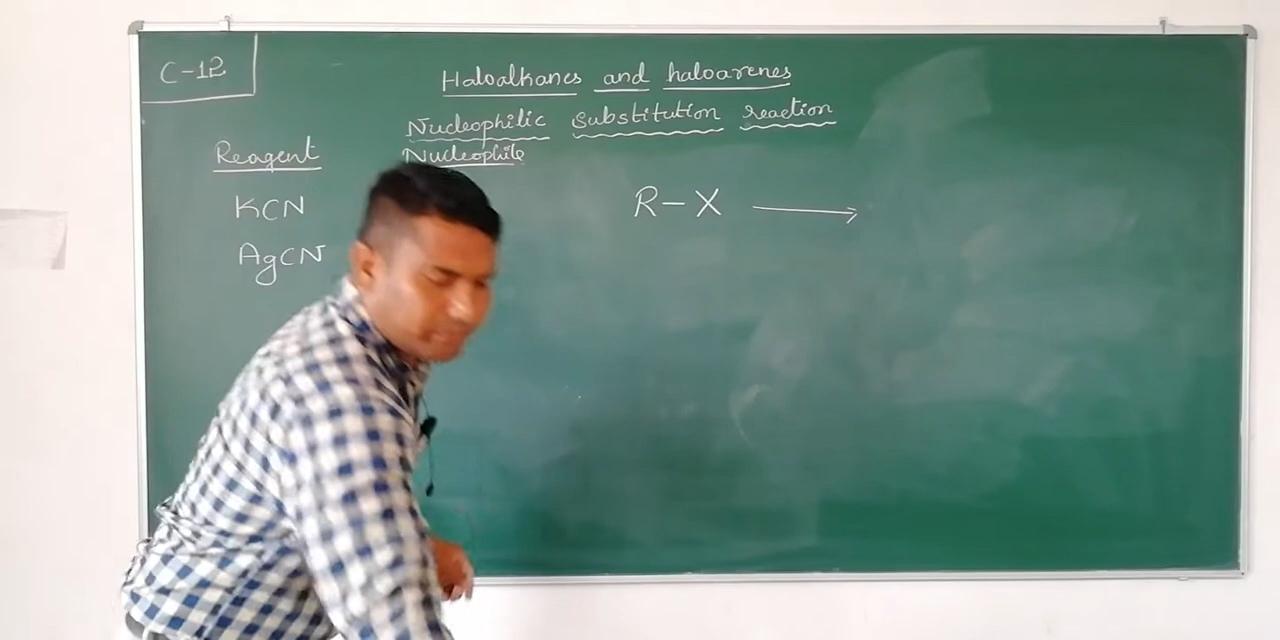 C-12
Haloalkanes and haloarenes
Nucleophilic substitution reaction
Reagent Nucleophile
KCN R-X ⟶
AgCN